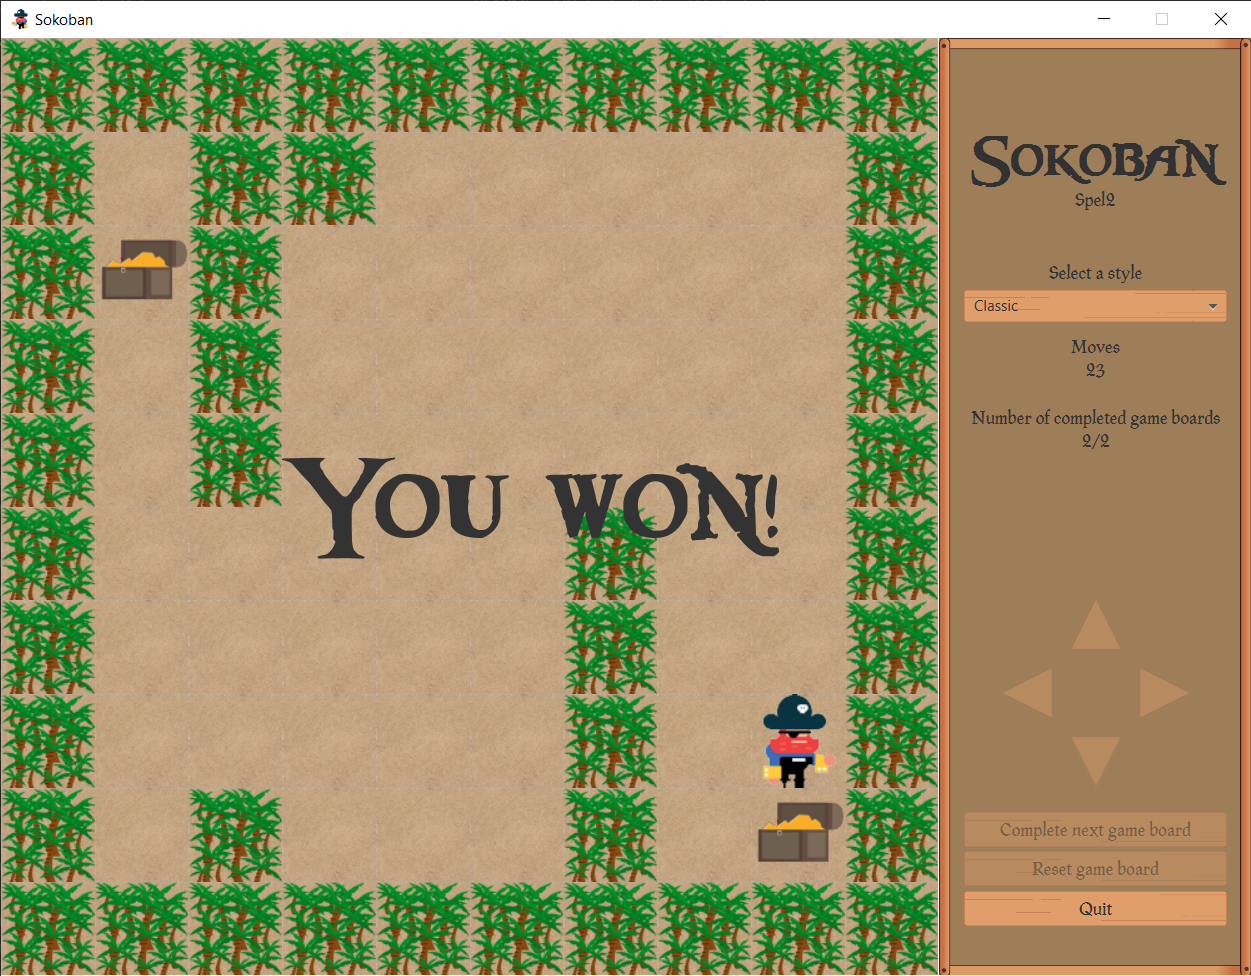 Sokoban
SOKOBAN
Spel2
Select a style
Classic
Moves
23
Number of completed game boards
2/2
YOU WON!
Complete next game board
Reset game board
Quit